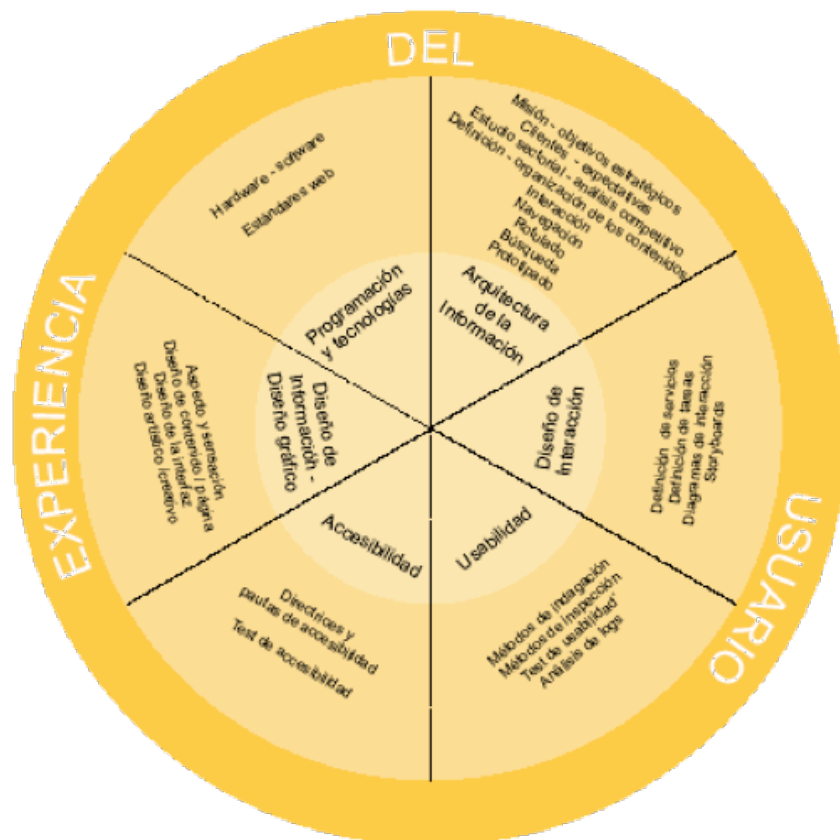 EXPERIENCIA
DEL
USUARIO
Hardware - software
Estándares web
Programación
y tecnologías
Misión - objetivos estratégicos
Clientes - expectativas
Estudio sectorial - análisis competitivo
Definición - organización de los contenidos
Interacción
Navegación
Rotulado
Búsqueda
Prototipado
Arquitectura
de la
Información
Diseño de
Interacción
Definición de servicios
Definición de tareas
Diagramas de interacción
Storyboards
Usabilidad
Métodos de indagación
Métodos de inspección
Test de usabilidad
Análisis de logs
Accesibilidad
Directrices y
pautas de accesibilidad
Test de accesibilidad
Diseño de
Información -
Diseño gráfico
Aspecto y sensación
Diseño de contenido / página
Diseño de la interfaz
Diseño artístico /creativo